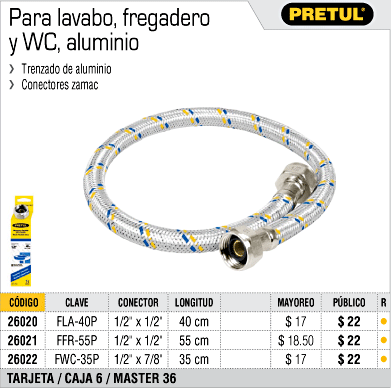 Para lavabo, fregadero
y WC, aluminio
PRETUL®
› Trenzado de aluminio
› Conectores zamac
PRETUL
CÓDIGO CLAVE CONECTOR LONGITUD MAYOREO PÚBLICO R
26020 FLA-40P 1/2" x 1/2" 40 cm $ 17 $ 22 •
26021 FFR-55P 1/2" x 1/2" 55 cm $ 18.50 $ 22 •
26022 FWC-35P 1/2" x 7/8" 35 cm $ 17 $ 22 •
TARJETA / CAJA 6 / MASTER 36